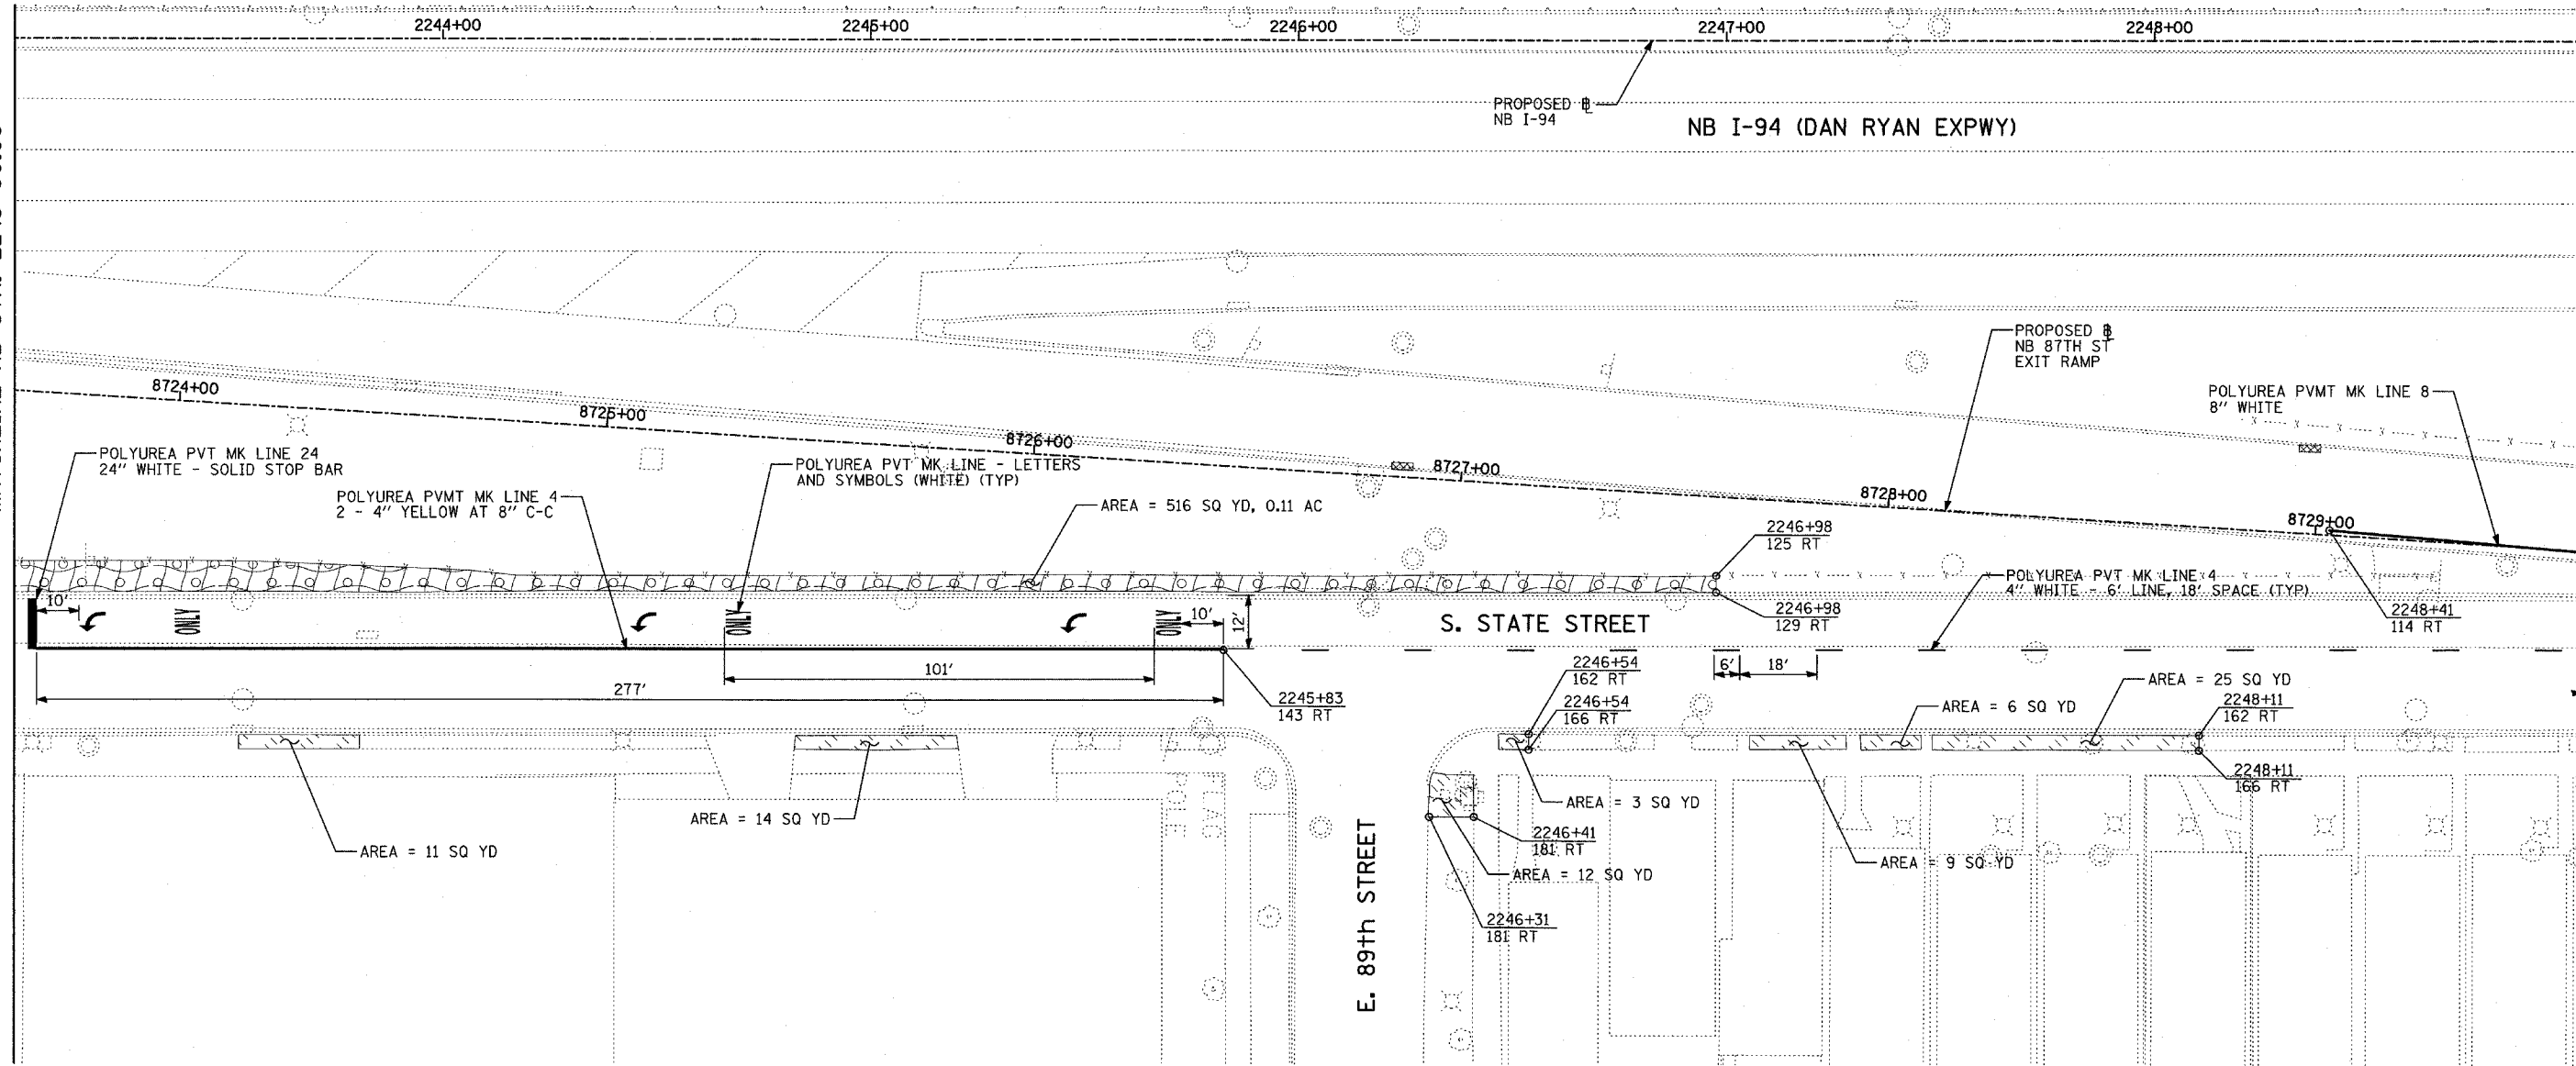 2244+00
2245+00
2246+00
2247+00
2248+00
PROPOSED
NB I-94
NB I-94 (DAN RYAN EXPWY)
PROPOSED
NB 87TH ST
EXIT RAMP
8724+00
8725+00
8726+00
8727+00
8728+00
8729+00
POLYUREA PVMT MK LINE 8
8" WHITE
POLYUREA PVT MK LINE 24
24" WHITE - SOLID STOP BAR
POLYUREA PVMT MK LINE 4
2 - 4" YELLOW AT 8" C-C
POLYUREA PVT MK LINE - LETTERS
AND SYMBOLS (WHITE) (TYP)
AREA = 516 SQ YD, 0.11 AC
2246+98
125 RT
POLYUREA PVT MK LINE 4
4" WHITE - 6' LINE, 18' SPACE (TYP)
2246+98
129 RT
2248+41
114 RT
10'
ONLY
ONLY
ONLY
10'
12'
S. STATE STREET
101'
277'
2245+83
143 RT
6'
18'
2246+54
162 RT
2246+54
166 RT
AREA = 25 SQ YD
AREA = 6 SQ YD
2248+11
162 RT
2248+11
166 RT
AREA = 11 SQ YD
AREA = 14 SQ YD
AREA = 3 SQ YD
2246+41
181 RT
AREA = 9 SQ YD
AREA = 12 SQ YD
2246+31
181 RT
E. 89th STREET